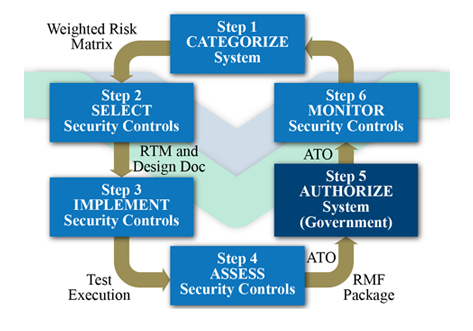 Step 1
CATEGORIZE
System
Weighted Risk
Matrix
Step 2
SELECT
Security Controls
RTM and
Design Doc
Step 3
IMPLEMENT
Security Controls
Test
Execution
Step 4
ASSESS
Security Controls
ATO
RMF
Package
Step 5
AUTHORIZE
System
(Government)
ATO
Step 6
MONITOR
Security Controls